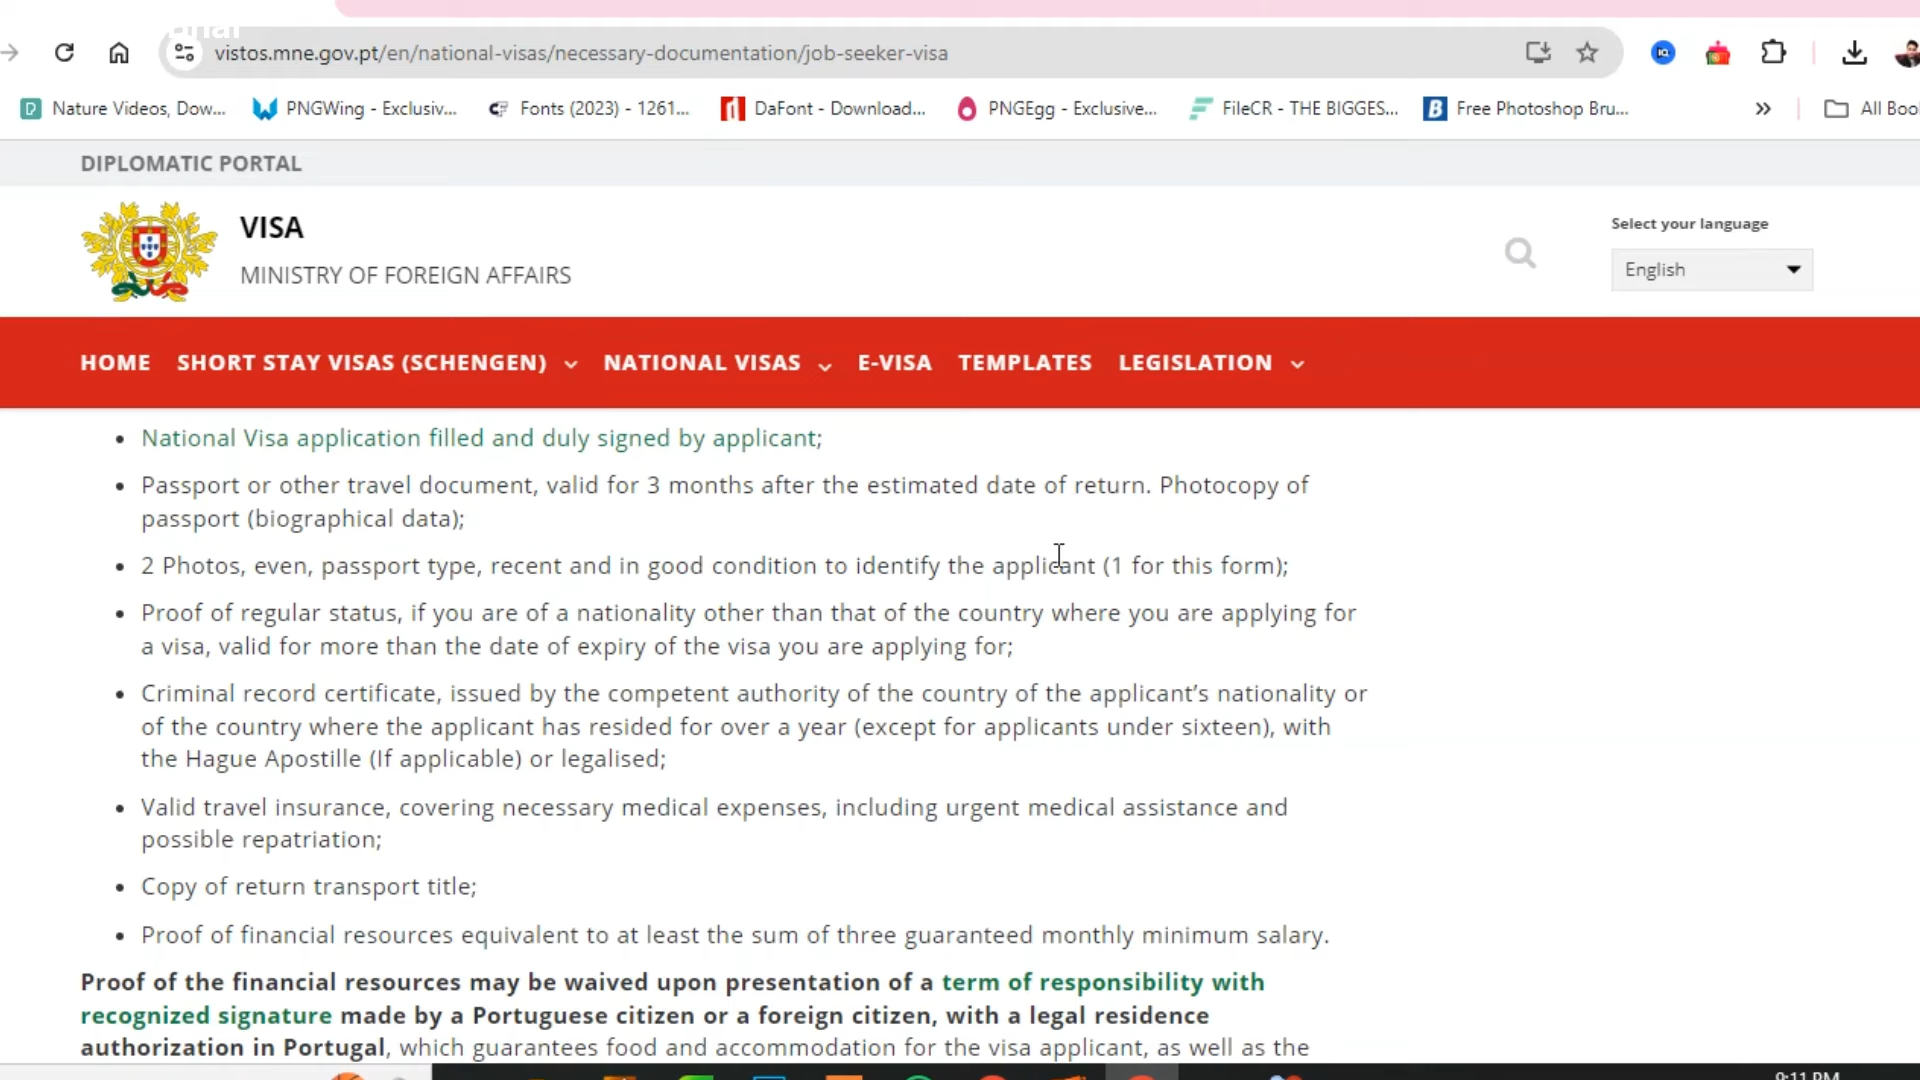 vistos.mne.gov.pt/en/national-visas/necessary-documentation/job-seeker-visa
Nature Videos, Dow... PNGWing - Exclusiv... Fonts (2023) - 1261... DaFont - Download... PNGEgg - Exclusive... FileCR - THE BIGGES... Free Photoshop Bru... » All Boo
DIPLOMATIC PORTAL
VISA
MINISTRY OF FOREIGN AFFAIRS
Select your language
English
HOME SHORT STAY VISAS (SCHENGEN) NATIONAL VISAS E-VISA TEMPLATES LEGISLATION
• National Visa application filled and duly signed by applicant;
• Passport or other travel document, valid for 3 months after the estimated date of return. Photocopy of
passport (biographical data);
• 2 Photos, even, passport type, recent and in good condition to identify the applicant (1 for this form);
• Proof of regular status, if you are of a nationality other than that of the country where you are applying for
a visa, valid for more than the date of expiry of the visa you are applying for;
• Criminal record certificate, issued by the competent authority of the country of the applicant’s nationality or
of the country where the applicant has resided for over a year (except for applicants under sixteen), with
the Hague Apostille (If applicable) or legalised;
• Valid travel insurance, covering necessary medical expenses, including urgent medical assistance and
possible repatriation;
• Copy of return transport title;
• Proof of financial resources equivalent to at least the sum of three guaranteed monthly minimum salary.
Proof of the financial resources may be waived upon presentation of a term of responsibility with
recognized signature made by a Portuguese citizen or a foreign citizen, with a legal residence
authorization in Portugal, which guarantees food and accommodation for the visa applicant, as well as the
9:11 PM